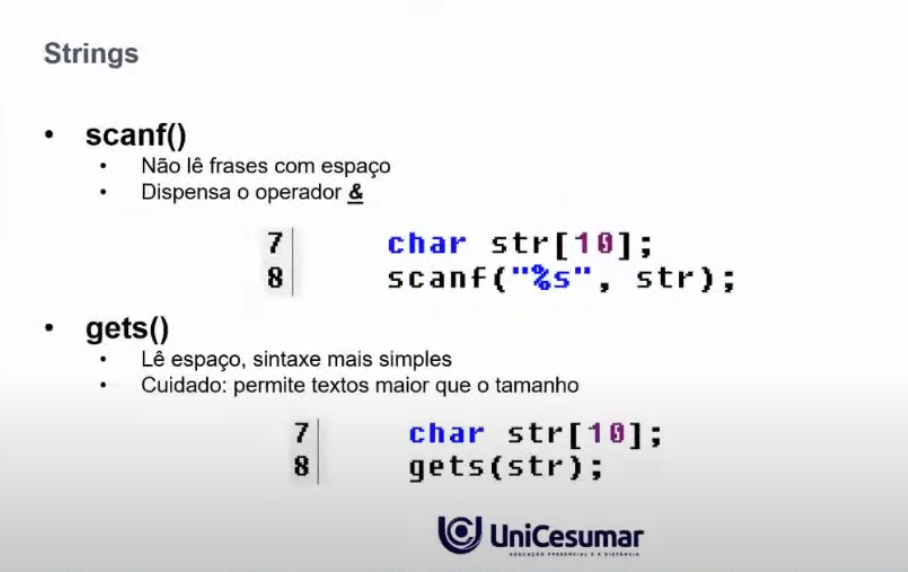 Strings
• scanf()
• Não lê frases com espaço
• Dispensa o operador &
7 char str[10];
8 scanf("%s", str);
• gets()
• Lê espaço, sintaxe mais simples
• Cuidado: permite textos maior que o tamanho
7 char str[10];
8 gets(str);
UniCesumar
EDUCAÇÃO PRESENCIAL E A DISTÂNCIA